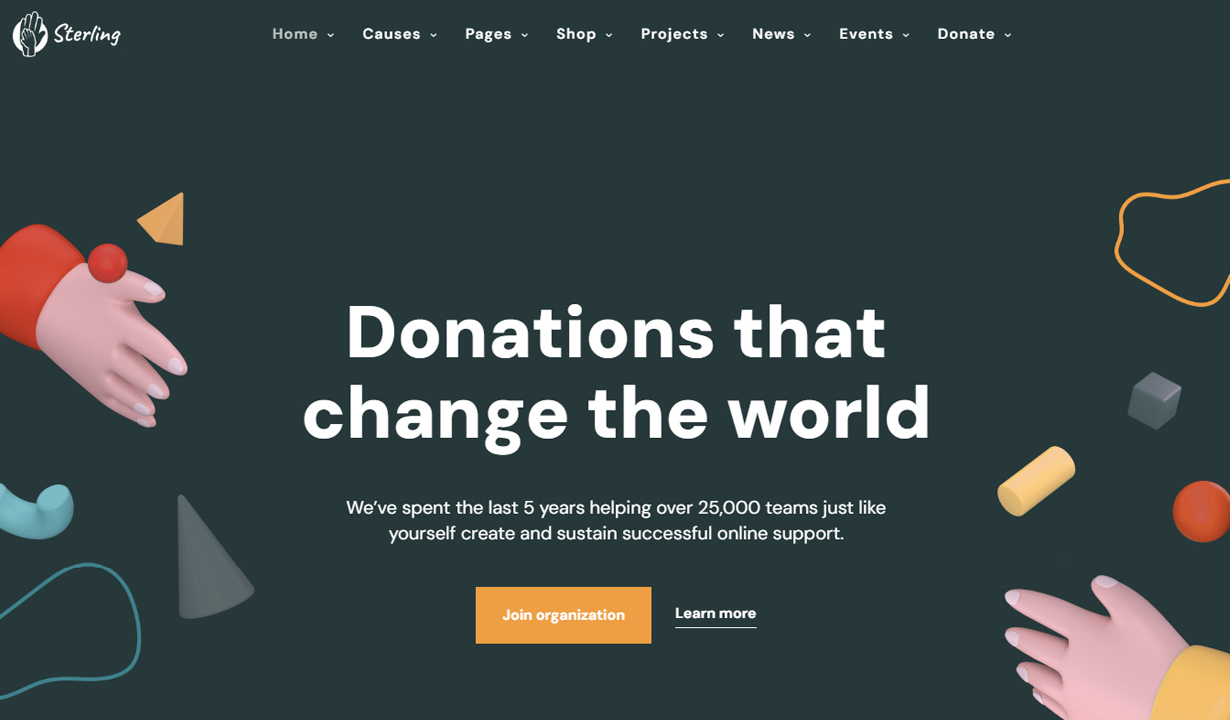 Sterling
Home Causes Pages Shop Projects News Events Donate
Donations that
change the world
We’ve spent the last 5 years helping over 25,000 teams just like
yourself create and sustain successful online support.
Join organization Learn more